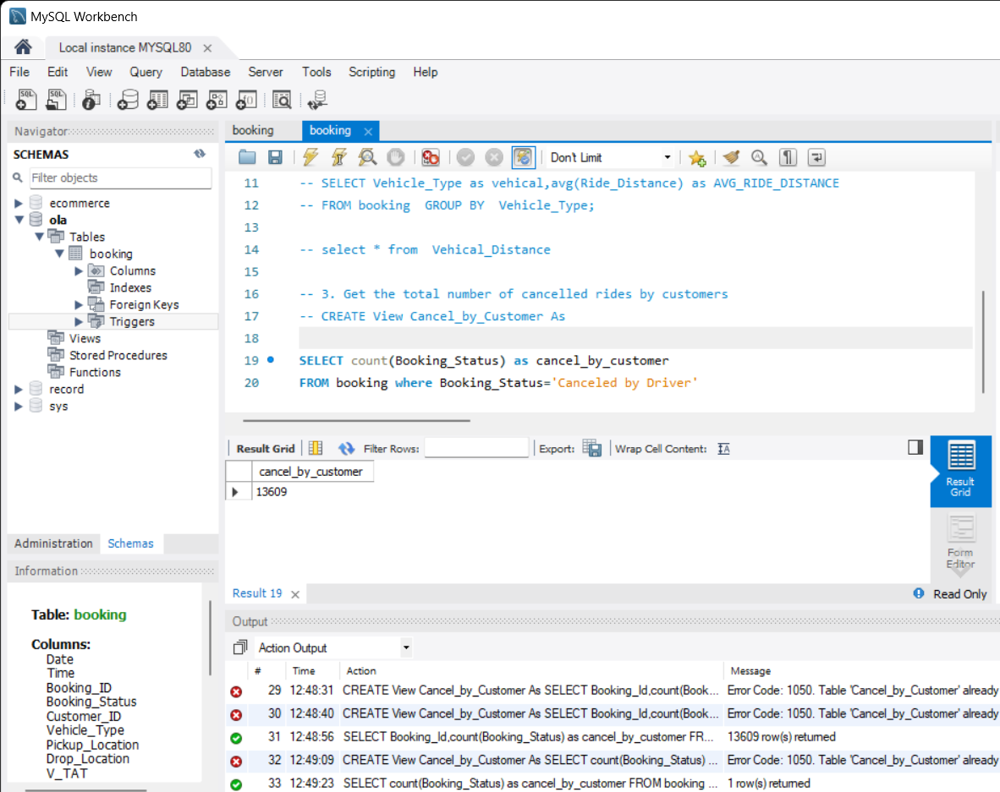 MySQL Workbench
Local instance MYSQL80
File Edit View Query Database Server Tools Scripting Help
Navigator
SCHEMAS
Filter objects
ecommerce
ola
Tables
booking
Columns
Indexes
Foreign Keys
Triggers
Views
Stored Procedures
Functions
record
sys
Administration Schemas
Information
Table: booking
Columns:
Date
Time
Booking_ID
Booking_Status
Customer_ID
Vehicle_Type
Pickup_Location
Drop_Location
V_TAT
booking booking
Don't Limit
11 -- SELECT Vehicle_Type as vehical,avg(Ride_Distance) as AVG_RIDE_DISTANCE
12 -- FROM booking  GROUP BY  Vehicle_Type;
13
14 -- select * from  Vehical_Distance
15
16 -- 3. Get the total number of cancelled rides by customers
17 -- CREATE View Cancel_by_Customer As
18
19 SELECT count(Booking_Status) as cancel_by_customer
20 FROM booking where Booking_Status='Canceled by Driver'
Result Grid Filter Rows: Export: Wrap Cell Content:
cancel_by_customer
13609
Result Grid
Form Editor
Result 19 Read Only
Output
Action Output
# Time Action Message
29 12:48:31 CREATE View Cancel_by_Customer As SELECT Booking_Id,count(Book... Error Code: 1050. Table 'Cancel_by_Customer' already
30 12:48:40 CREATE View Cancel_by_Customer As SELECT Booking_Id,count(Book... Error Code: 1050. Table 'Cancel_by_Customer' already
31 12:48:56 SELECT Booking_Id,count(Booking_Status) as cancel_by_customer FR... 13609 row(s) returned
32 12:49:09 CREATE View Cancel_by_Customer As SELECT count(Booking_Status) ... Error Code: 1050. Table 'Cancel_by_Customer' already
33 12:49:23 SELECT count(Booking_Status) as cancel_by_customer FROM booking ... 1 row(s) returned